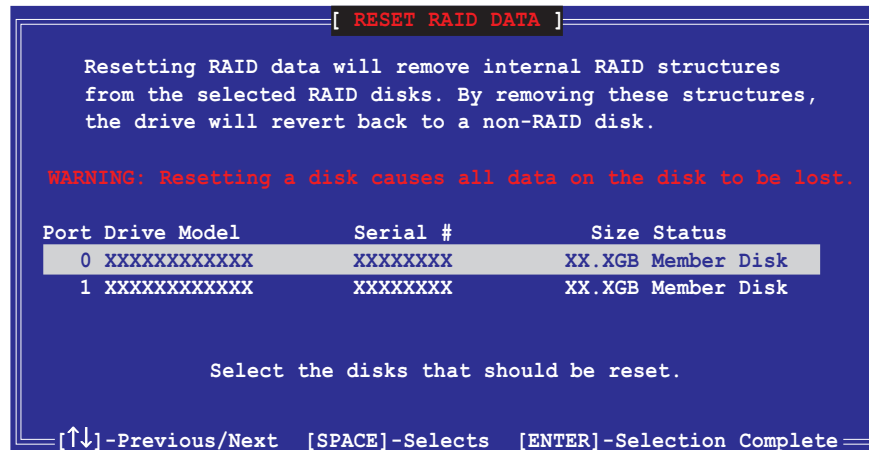 [ RESET RAID DATA ]
Resetting RAID data will remove internal RAID structures
from the selected RAID disks. By removing these structures,
the drive will revert back to a non-RAID disk.
WARNING: Resetting a disk causes all data on the disk to be lost.
Port Drive Model Serial # Size Status
0 XXXXXXXXXXXX XXXXXXXX XX.XGB Member Disk
1 XXXXXXXXXXXX XXXXXXXX XX.XGB Member Disk
Select the disks that should be reset.
[↑↓]-Previous/Next [SPACE]-Selects [ENTER]-Selection Complete